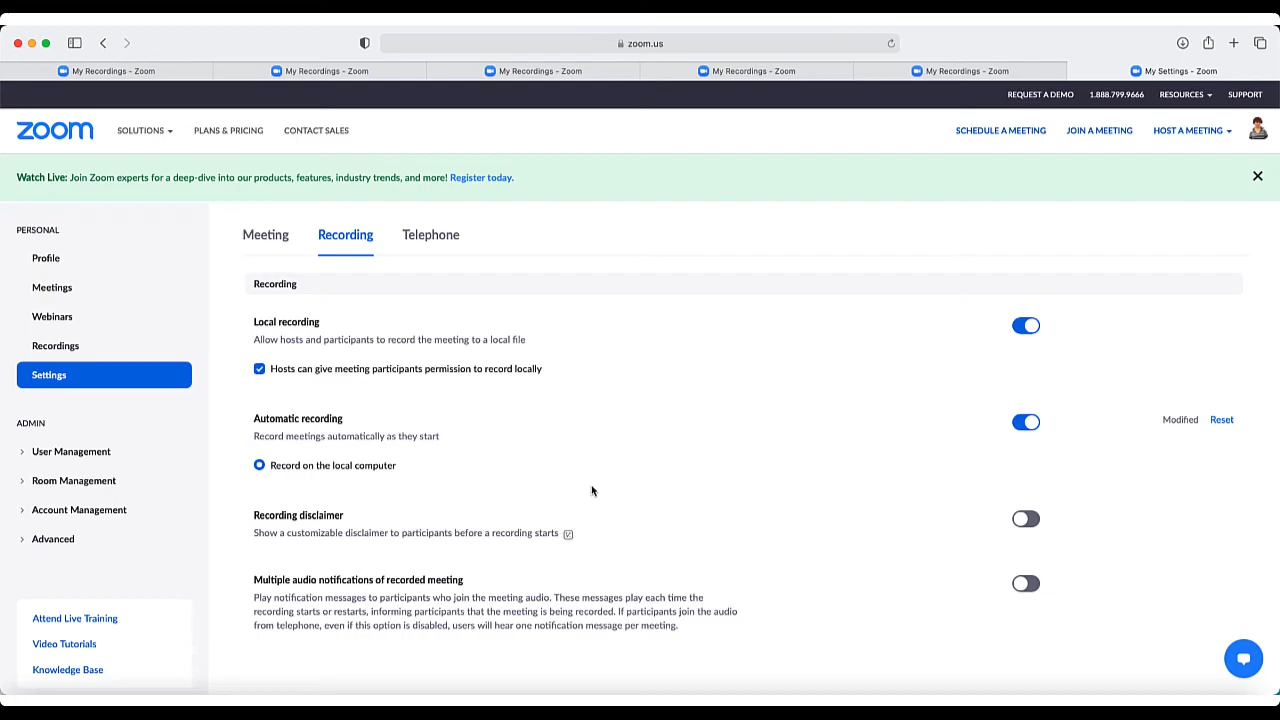 zoom.us
My Recordings - Zoom
My Recordings - Zoom
My Recordings - Zoom
My Recordings - Zoom
My Recordings - Zoom
My Settings - Zoom
REQUEST A DEMO
1.888.799.9666
RESOURCES
SUPPORT
zoom
SOLUTIONS
PLANS & PRICING
CONTACT SALES
SCHEDULE A MEETING
JOIN A MEETING
HOST A MEETING
Watch Live: Join Zoom experts for a deep-dive into our products, features, industry trends, and more! Register today.
PERSONAL
Profile
Meetings
Webinars
Recordings
Settings
ADMIN
User Management
Room Management
Account Management
Advanced
Attend Live Training
Video Tutorials
Knowledge Base
Meeting
Recording
Telephone
Recording
Local recording
Allow hosts and participants to record the meeting to a local file
Hosts can give meeting participants permission to record locally
Automatic recording
Modified
Reset
Record meetings automatically as they start
Record on the local computer
Recording disclaimer
Show a customizable disclaimer to participants before a recording starts
Multiple audio notifications of recorded meeting
Play notification messages to participants who join the meeting audio. These messages play each time the
recording starts or restarts, informing participants that the meeting is being recorded. If participants join the audio
from telephone, even if this option is disabled, users will hear one notification message per meeting.